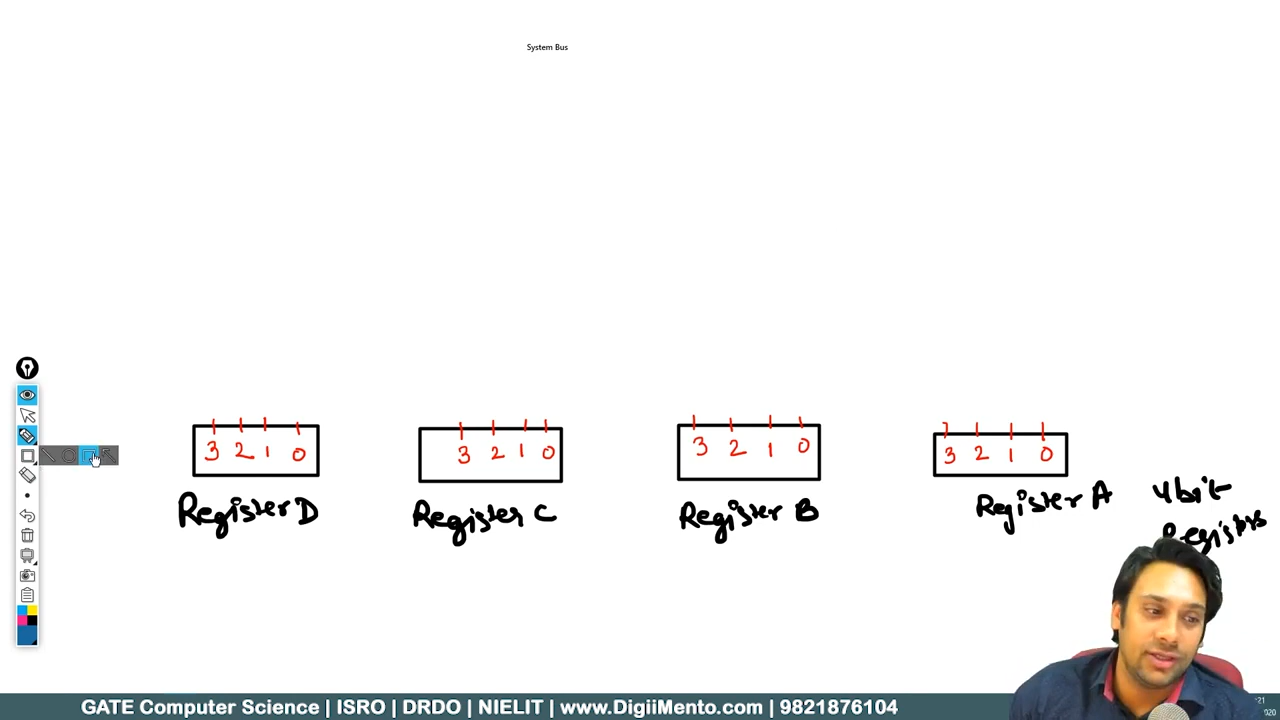 System Bus
3 2 1 0
3 2 1 0
3 2 1 0
3 2 1 0
Register D
Register C
Register B
Register A
4 bit
Registers
GATE Computer Science | ISRO | DRDO | NIELIT | www.DigiiMento.com | 9821876104